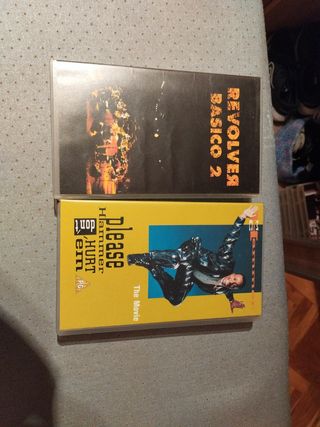 REVOLVER
BASICO 2
please
Hammer
don't
HURT
'em
The Movie
PG